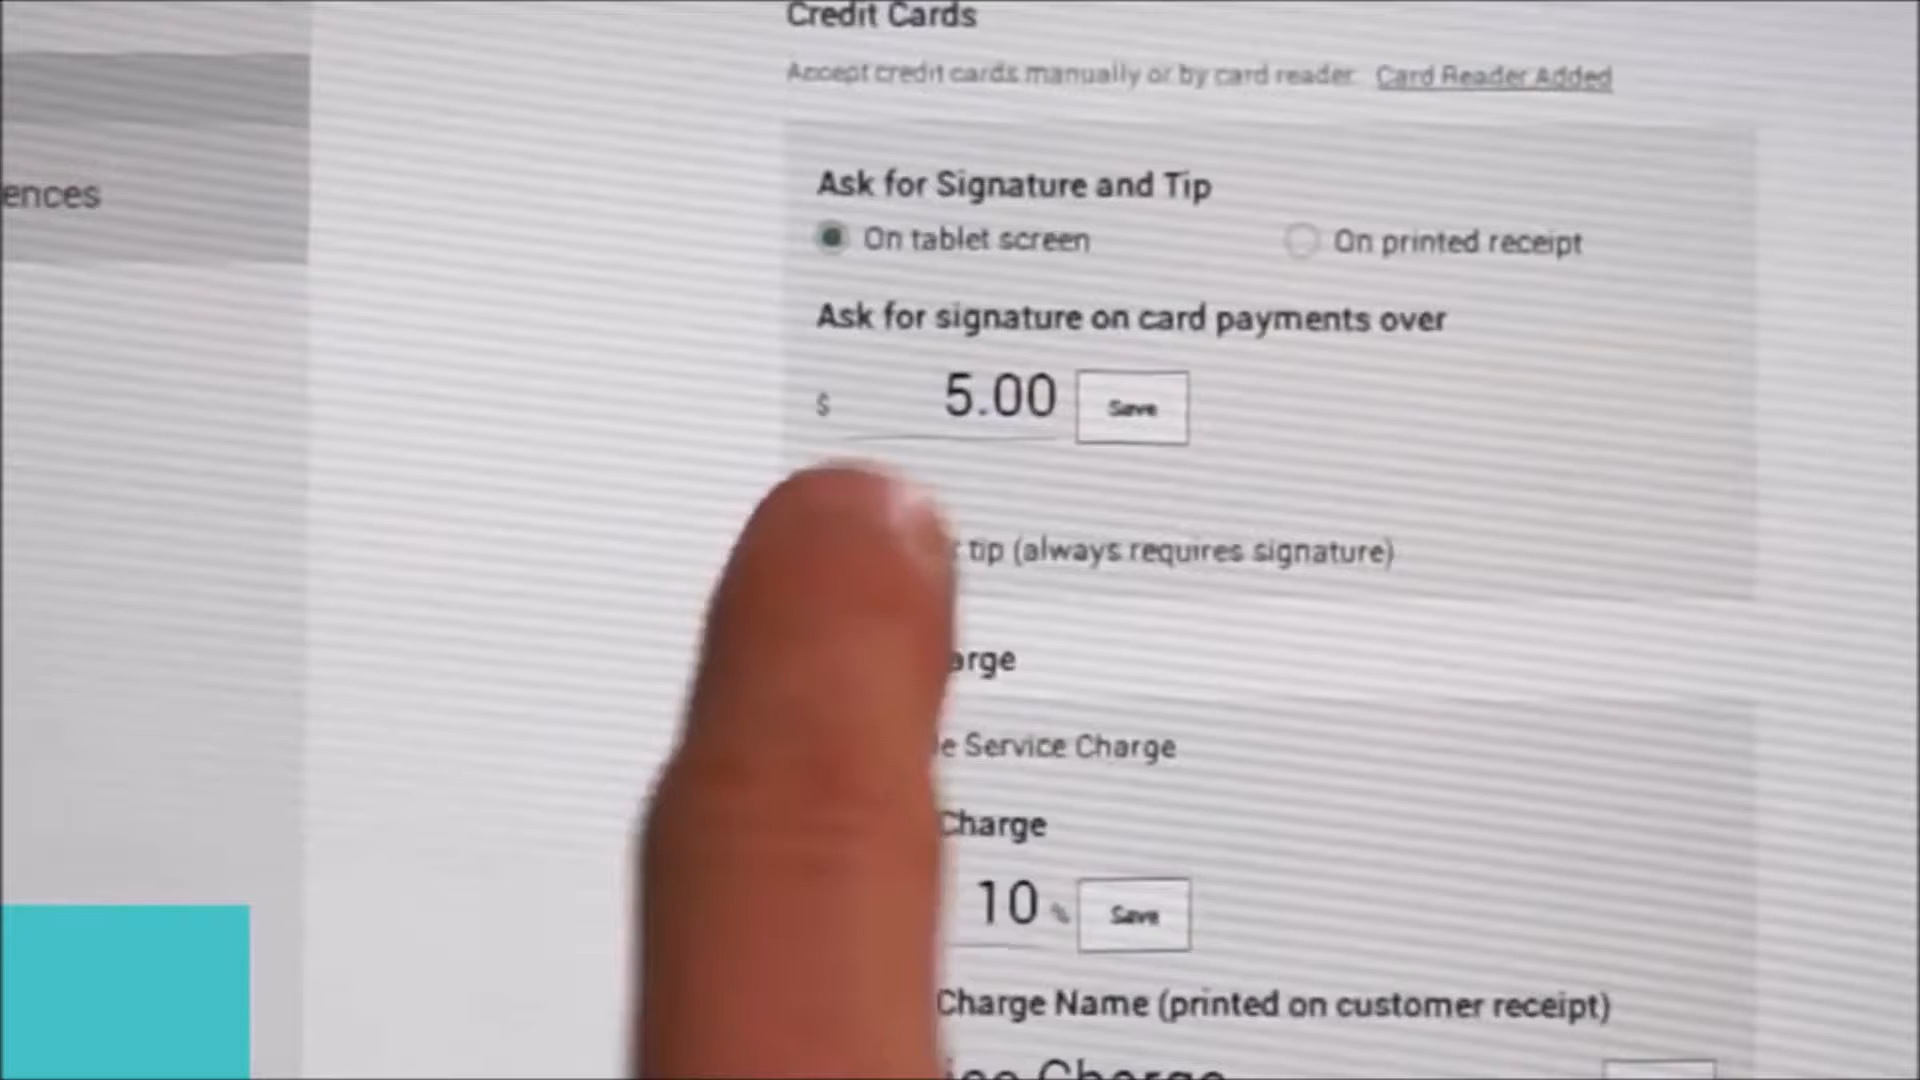 Credit Cards
Accept credit cards manually or by card reader. Card Reader Added
ences
Ask for Signature and Tip
On tablet screen On printed receipt
Ask for signature on card payments over
$ 5.00 Save
tip (always requires signature)
arge
e Service Charge
Charge
10 % Save
Charge Name (printed on customer receipt)
Charge